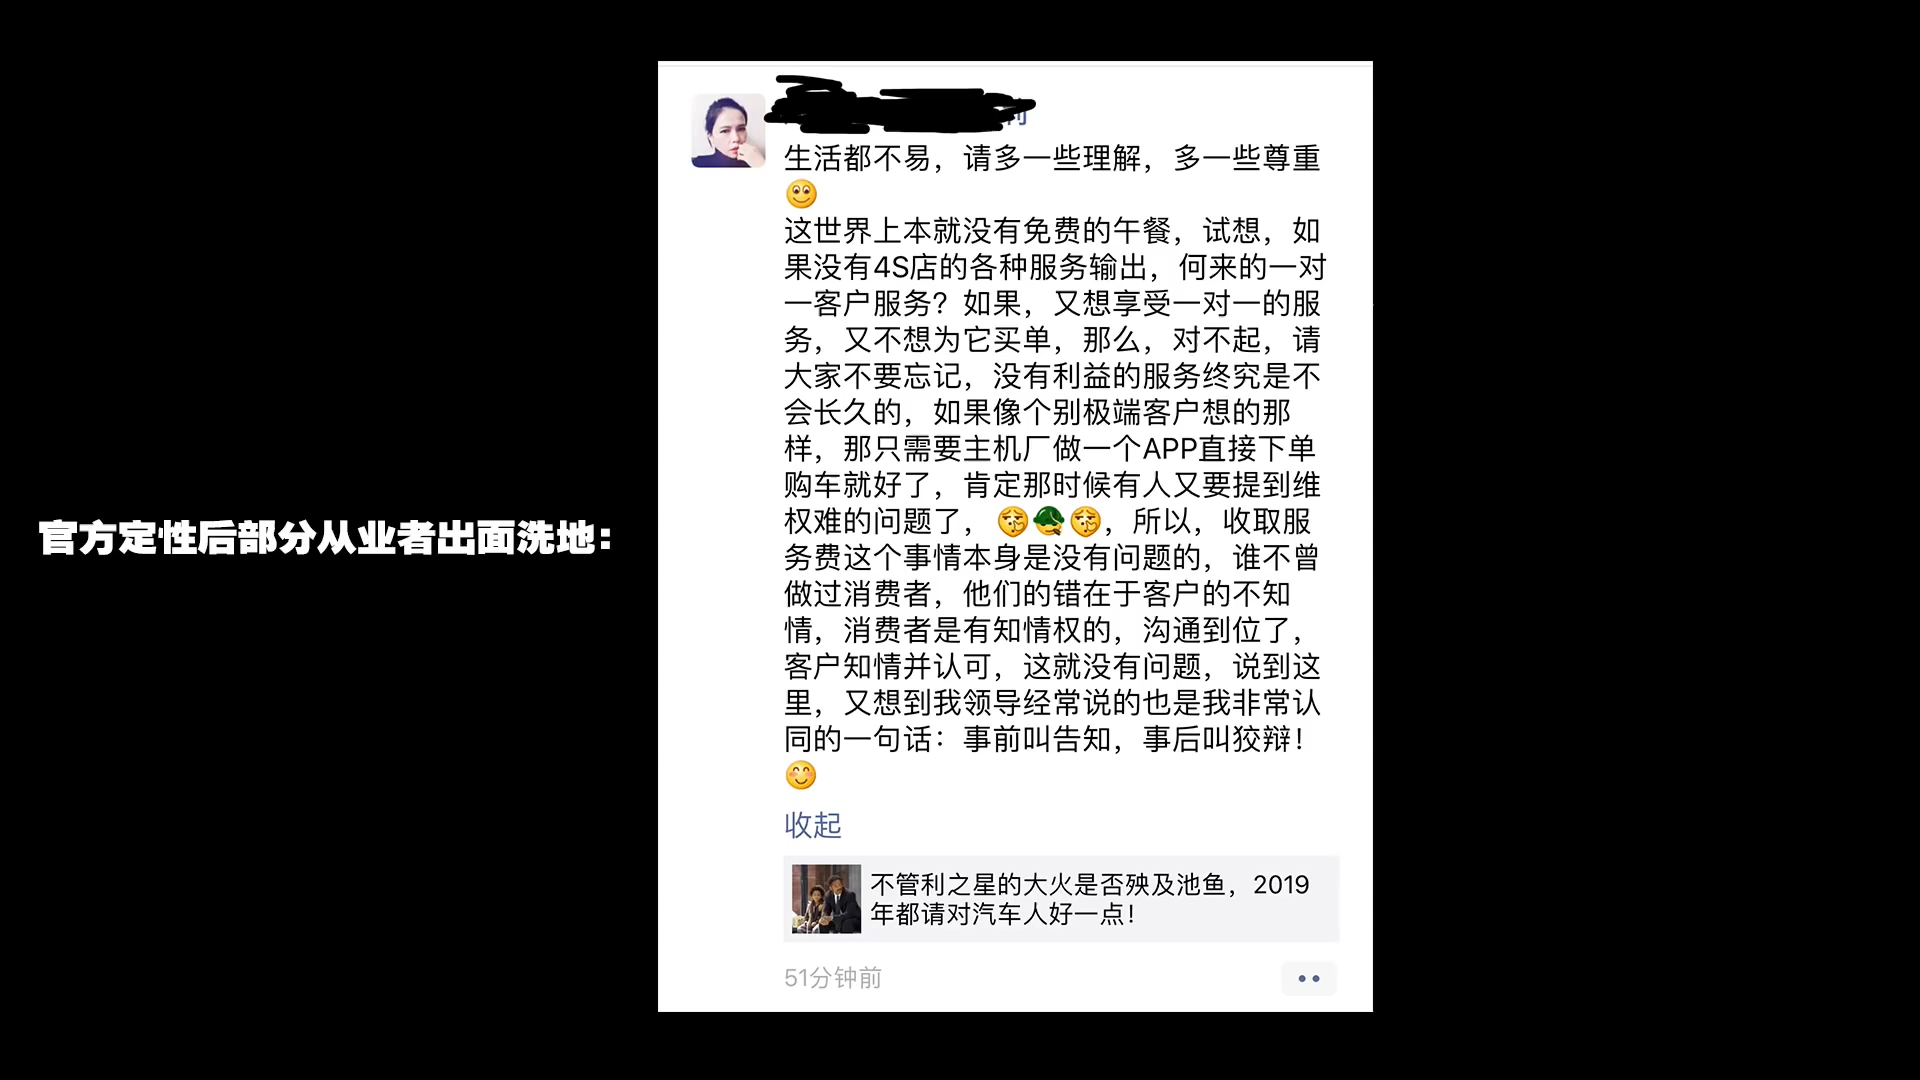 官方定性后部分从业者出面洗地：
生活都不易，请多一些理解，多一些尊重
这世界上本就没有免费的午餐，试想，如
果没有4S店的各种服务输出，何来的一对
一客户服务？如果，又想享受一对一的服
务，又不想为它买单，那么，对不起，请
大家不要忘记，没有利益的服务终究是不
会长久的，如果像个别极端客户想的那
样，那只需要主机厂做一个APP直接下单
购车就好了，肯定那时候有人又要提到维
权难的问题了，，所以，收取服
务费这个事情本身是没有问题的，谁不曾
做过消费者，他们的错在于客户的不知
情，消费者是有知情权的，沟通到位了，
客户知情并认可，这就没有问题，说到这
里，又想到我领导经常说的也是我非常认
同的一句话：事前叫告知，事后叫狡辩！
收起
不管利之星的大火是否殃及池鱼，2019
年都请对汽车人好一点！
51分钟前